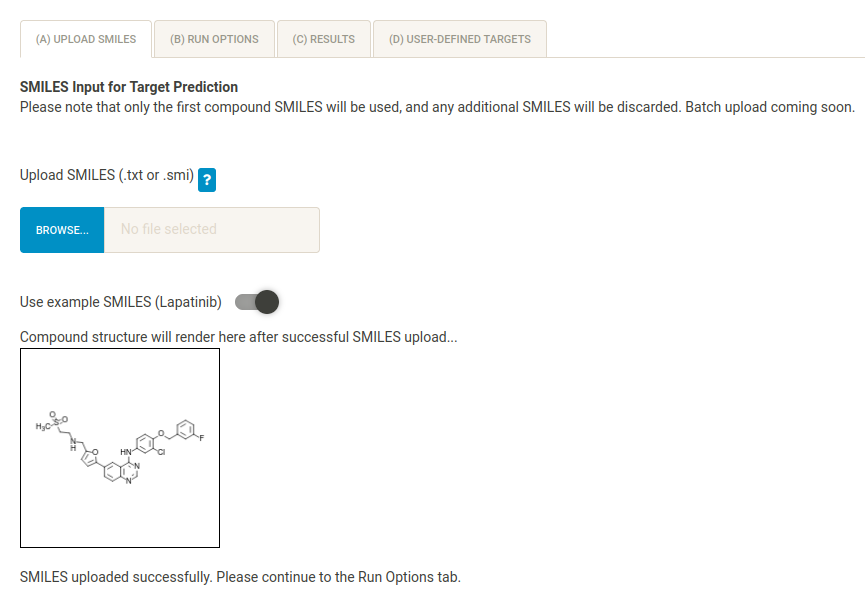 (A) UPLOAD SMILES
(B) RUN OPTIONS
(C) RESULTS
(D) USER-DEFINED TARGETS
SMILES Input for Target Prediction
Please note that only the first compound SMILES will be used, and any additional SMILES will be discarded. Batch upload coming soon.
Upload SMILES (.txt or .smi) ?
BROWSE... No file selected
Use example SMILES (Lapatinib)
Compound structure will render here after successful SMILES upload...
O
S O
H₃C
N
H
O
HN
O
F
Cl
N
N
SMILES uploaded successfully. Please continue to the Run Options tab.